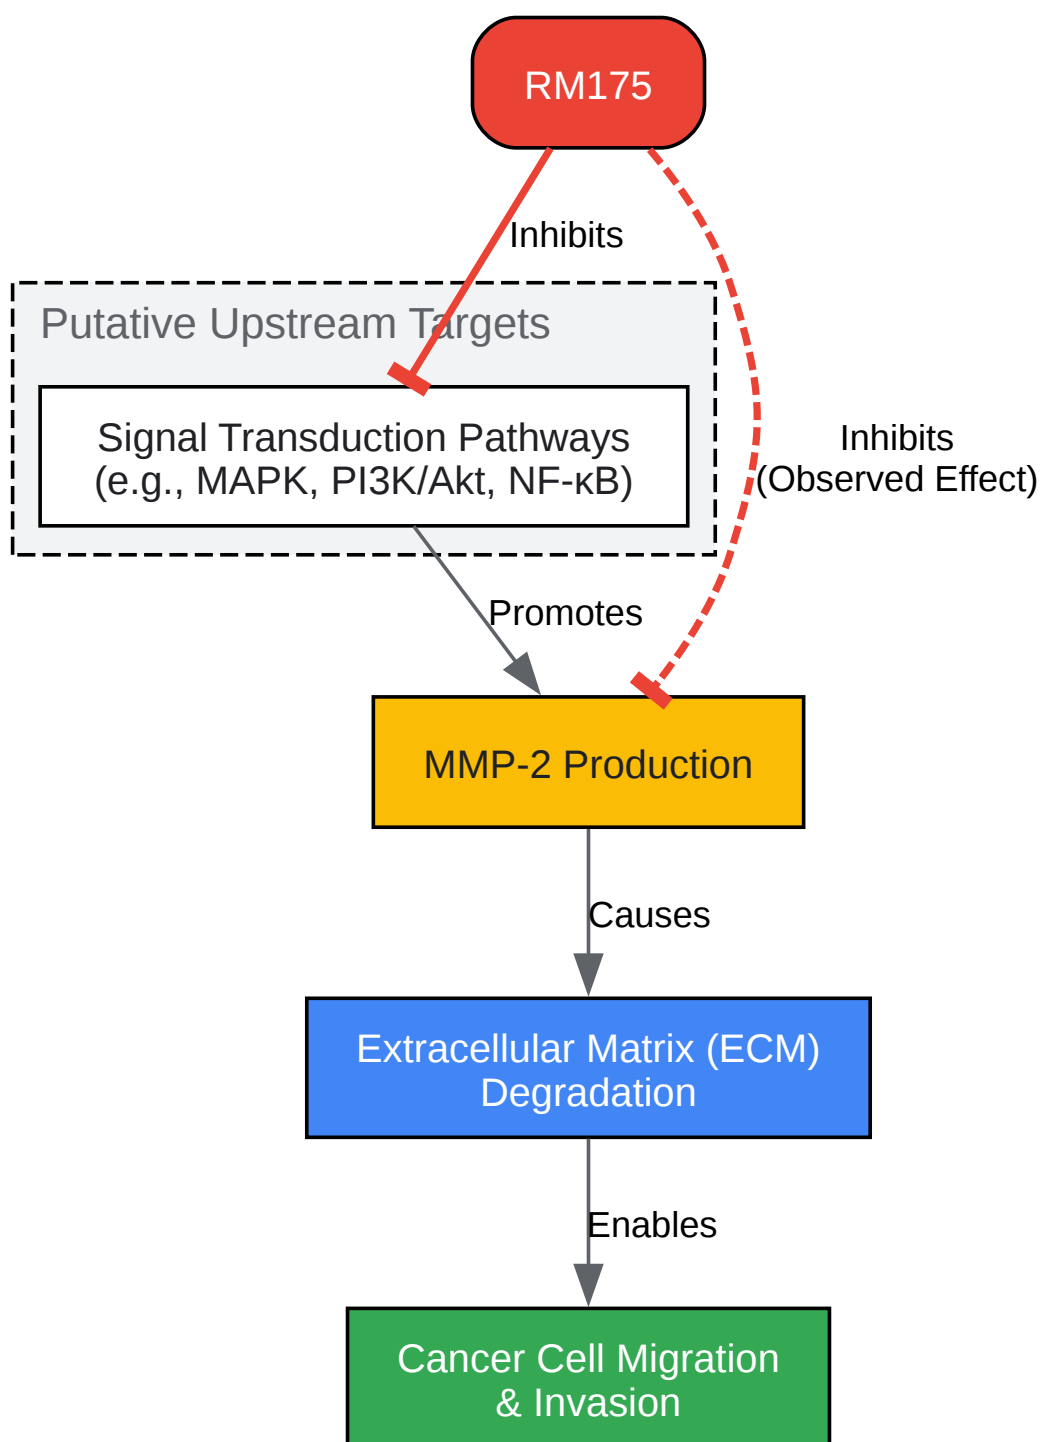 RM175
Inhibits
Putative Upstream Targets
Signal Transduction Pathways
(e.g., MAPK, PI3K/Akt, NF-κB)
Inhibits
(Observed Effect)
Promotes
MMP-2 Production
Causes
Extracellular Matrix (ECM)
Degradation
Enables
Cancer Cell Migration
& Invasion